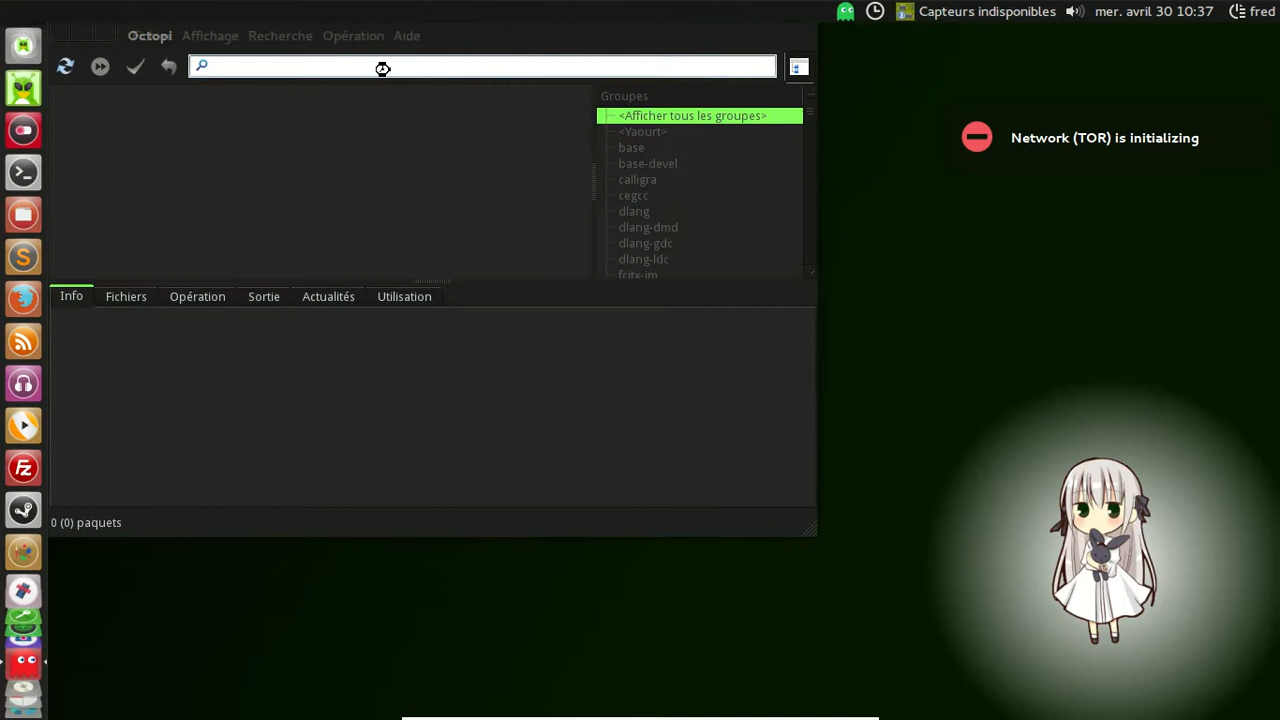 Capteurs indisponibles mer. avril 30 10:37 fred
Octopi Affichage Recherche Opération Aide
Groupes
<Afficher tous les groupes>
<Yaourt>
base
base-devel
calligra
cegcc
dlang
dlang-dmd
dlang-gdc
dlang-ldc
fcitx-im
Network (TOR) is initializing
Info Fichiers Opération Sortie Actualités Utilisation
0 (0) paquets